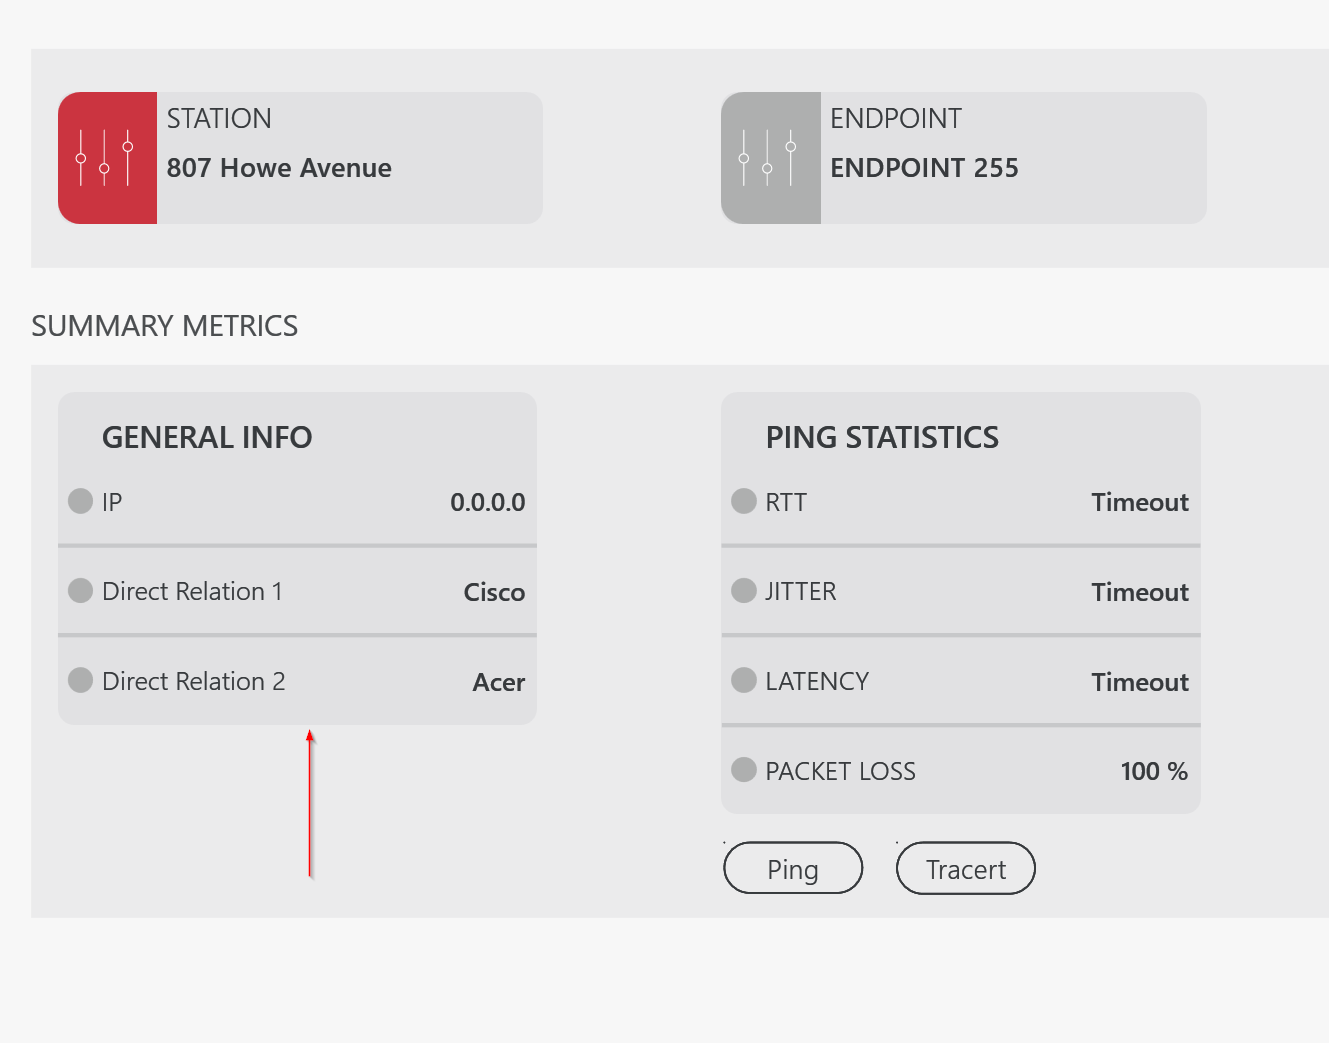 STATION
807 Howe Avenue
ENDPOINT
ENDPOINT 255
SUMMARY METRICS
GENERAL INFO
IP 0.0.0.0
Direct Relation 1 Cisco
Direct Relation 2 Acer
PING STATISTICS
RTT Timeout
JITTER Timeout
LATENCY Timeout
PACKET LOSS 100 %
Ping
Tracert